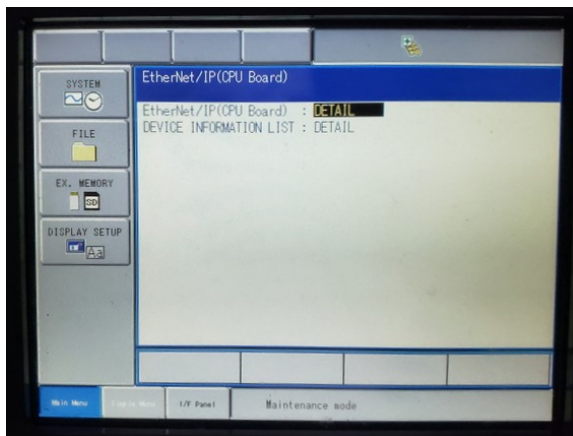 EtherNet/IP(CPU Board)
SYSTEM
EtherNet/IP(CPU Board) : DETAIL
DEVICE INFORMATION LIST : DETAIL
FILE
EX. MEMORY
SD
DISPLAY SETUP
Aa
Main Menu
I/F Panel
Maintenance mode